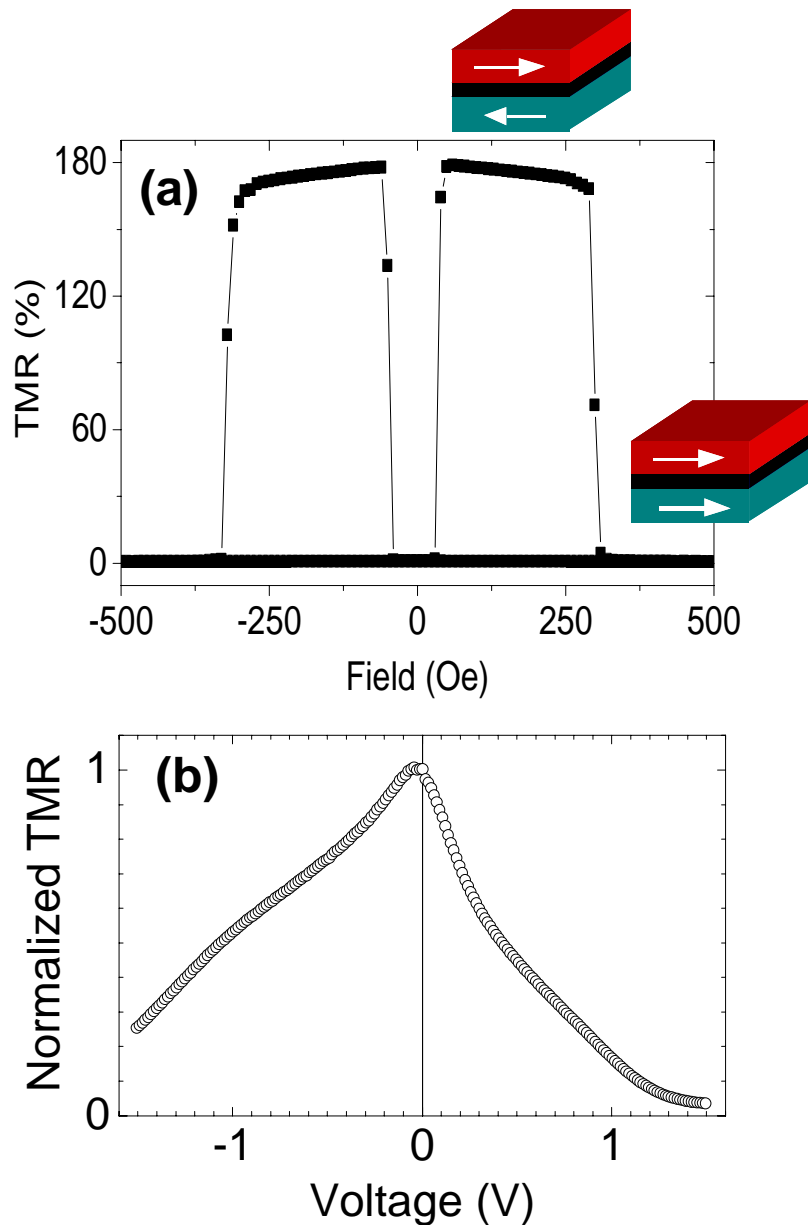 (a)
TMR (%)
180
120
60
0
-500 -250 0 250 500
Field (Oe)
(b)
Normalized TMR
1
0
-1 0 1
Voltage (V)